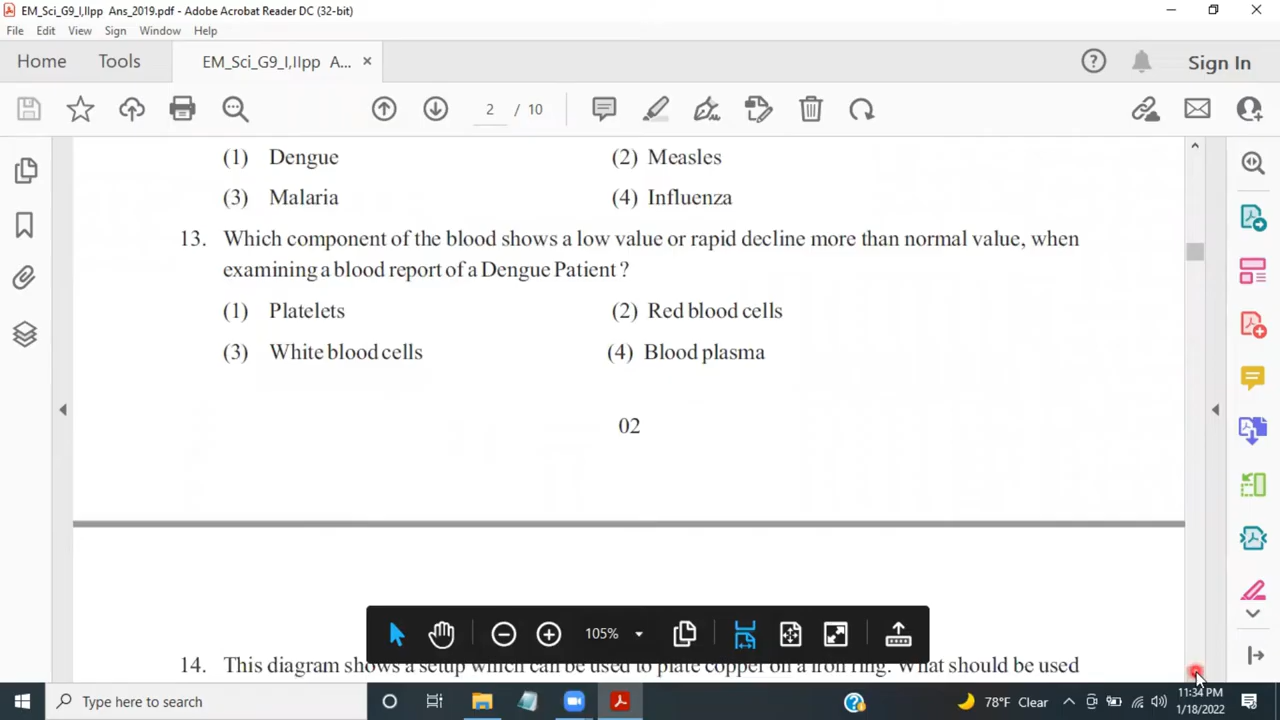 EM_Sci_G9_I,IIpp Ans_2019.pdf - Adobe Acrobat Reader DC (32-bit)
File Edit View Sign Window Help
Home Tools EM_Sci_G9_I,IIpp A... × Sign In
2 / 10
(1) Dengue (2) Measles
(3) Malaria (4) Influenza
13. Which component of the blood shows a low value or rapid decline more than normal value, when
examining a blood report of a Dengue Patient ?
(1) Platelets (2) Red blood cells
(3) White blood cells (4) Blood plasma
02
105%
14. This diagram shows a setup which can be used to plate copper on a iron ring. What should be used
Type here to search 78°F Clear 11:34 PM
1/18/2022